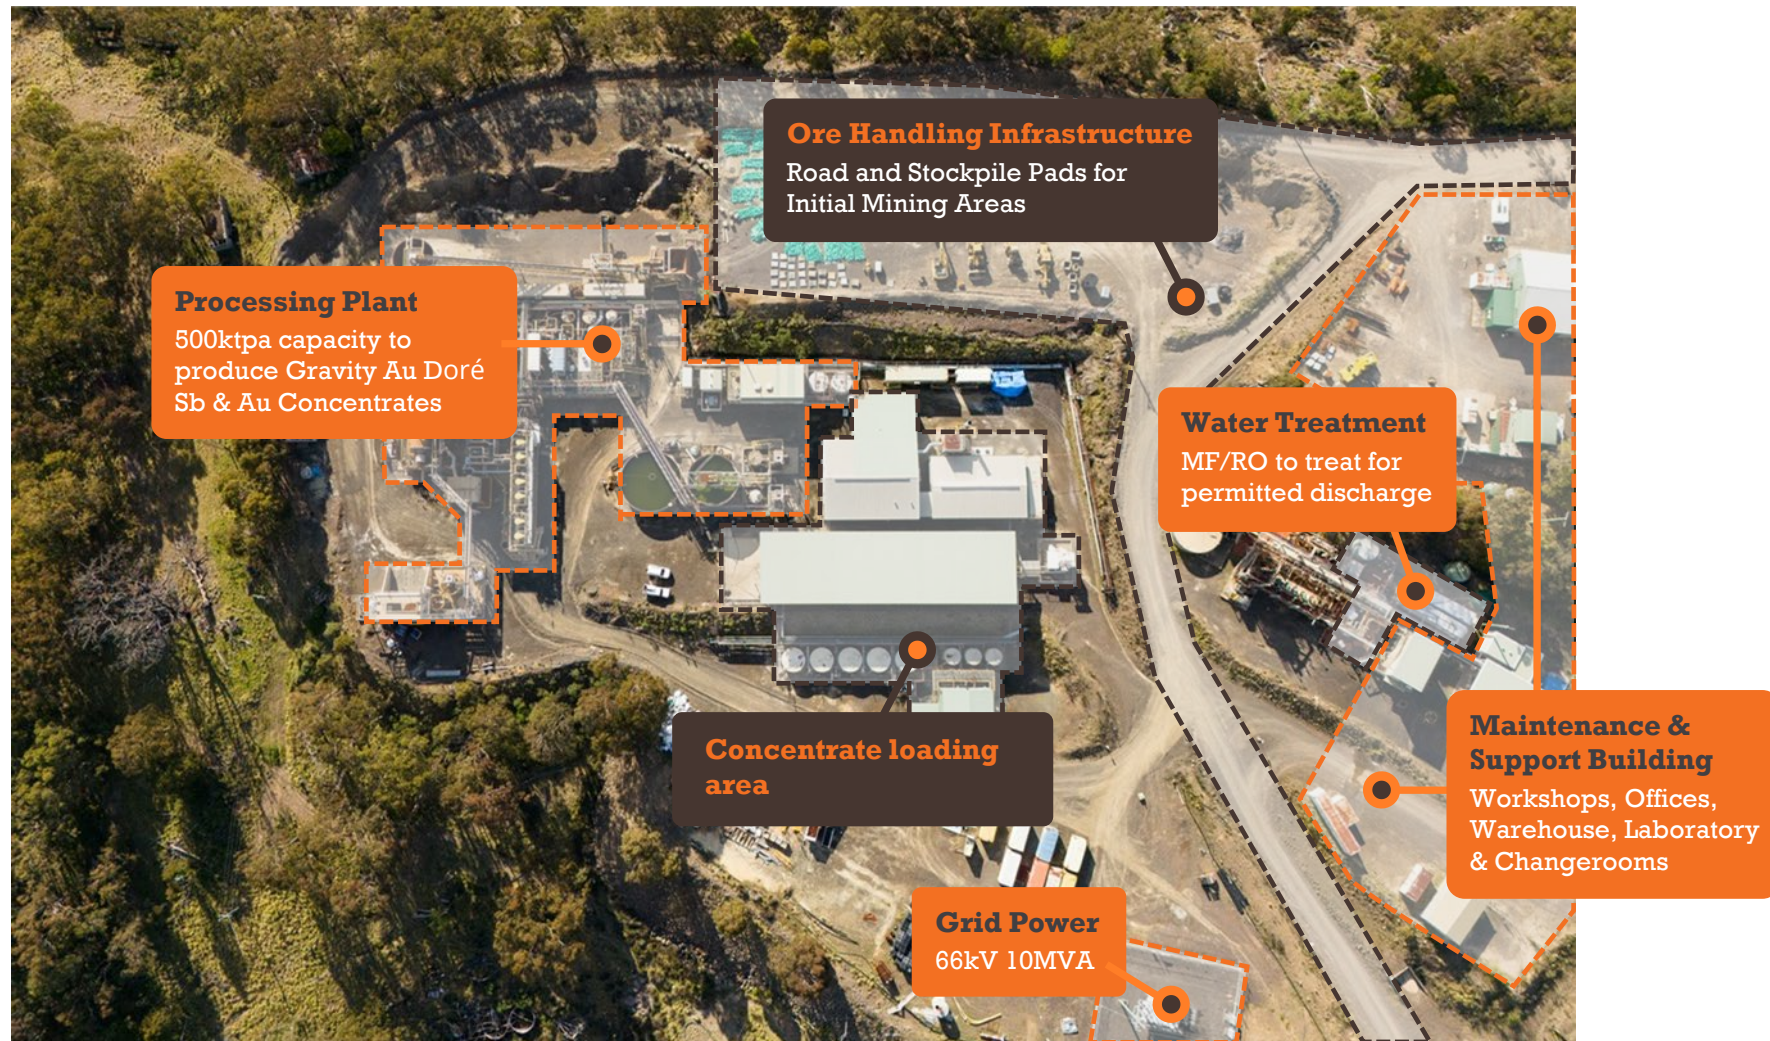 Ore Handling Infrastructure
Road and Stockpile Pads for
Initial Mining Areas
Processing Plant
500ktpa capacity to
produce Gravity Au Doré
Sb & Au Concentrates
Water Treatment
MF/RO to treat for
permitted discharge
Concentrate loading
area
Maintenance &
Support Building
Workshops, Offices,
Warehouse, Laboratory
& Changerooms
Grid Power
66kV 10MVA